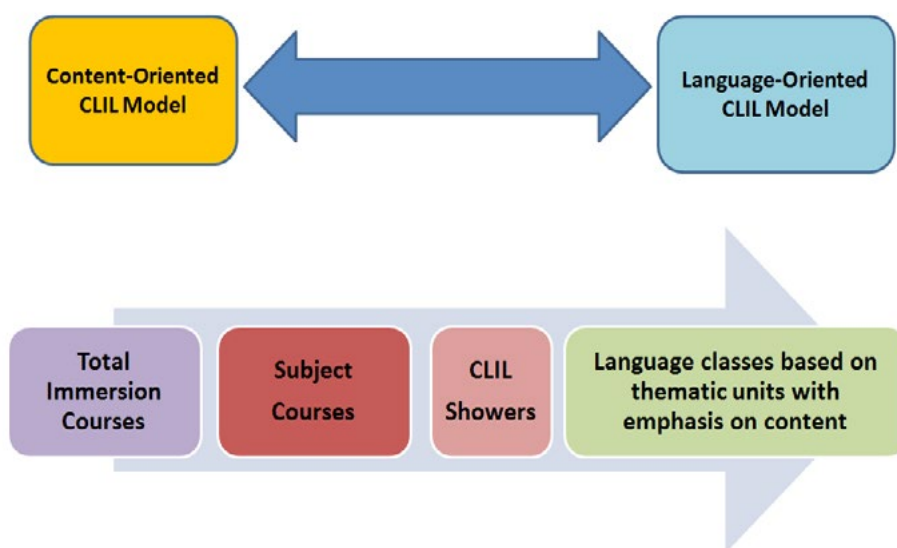 Content-Oriented
CLIL Model
Language-Oriented
CLIL Model
Total
Immersion
Courses
Subject
Courses
CLIL
Showers
Language classes based on
thematic units with
emphasis on content